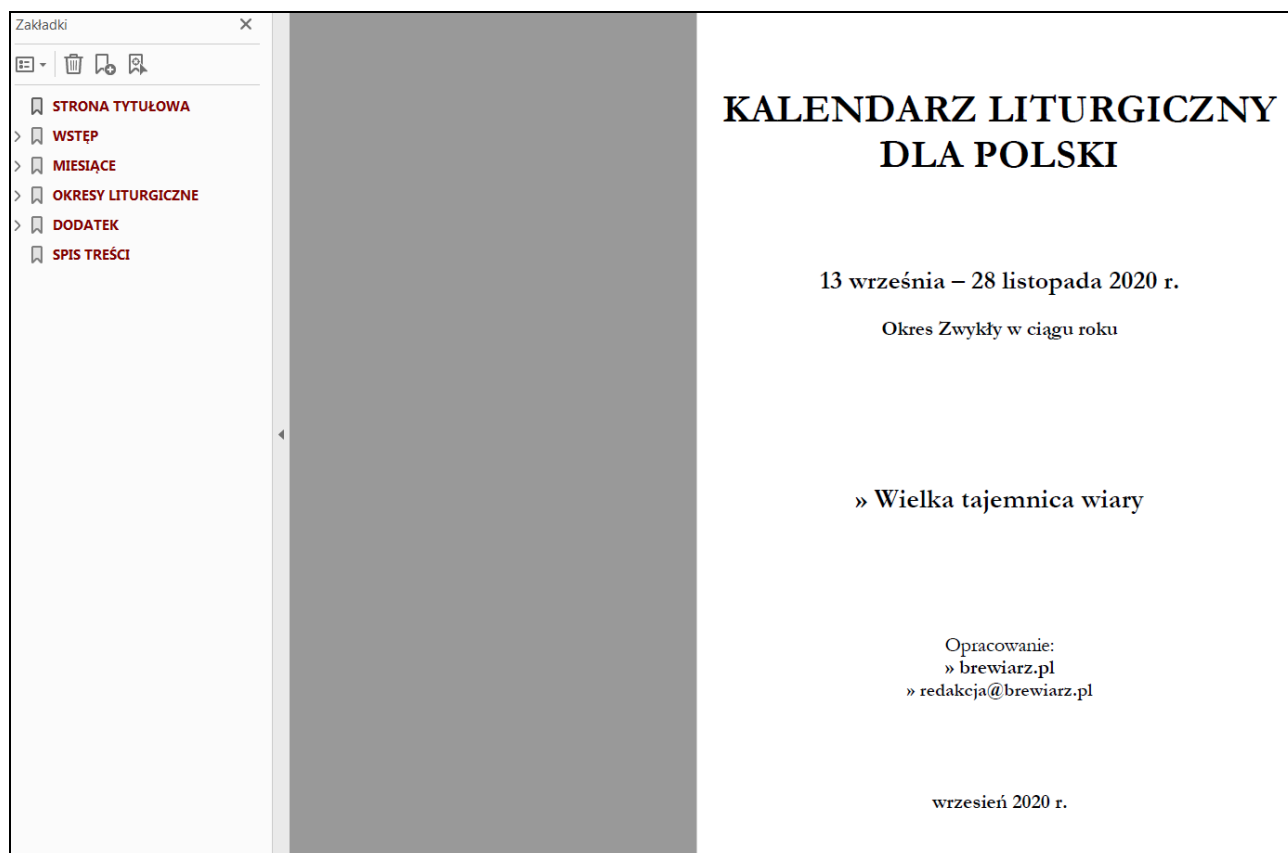 Zakładki
STRONA TYTUŁOWA
WSTĘP
MIESIĄCE
OKRESY LITURGICZNE
DODATEK
SPIS TREŚCI
KALENDARZ LITURGICZNY
DLA POLSKI
13 września – 28 listopada 2020 r.
Okres Zwykły w ciągu roku
» Wielka tajemnica wiary
Opracowanie:
» brewiarz.pl
» redakcja@brewiarz.pl
wrzesień 2020 r.